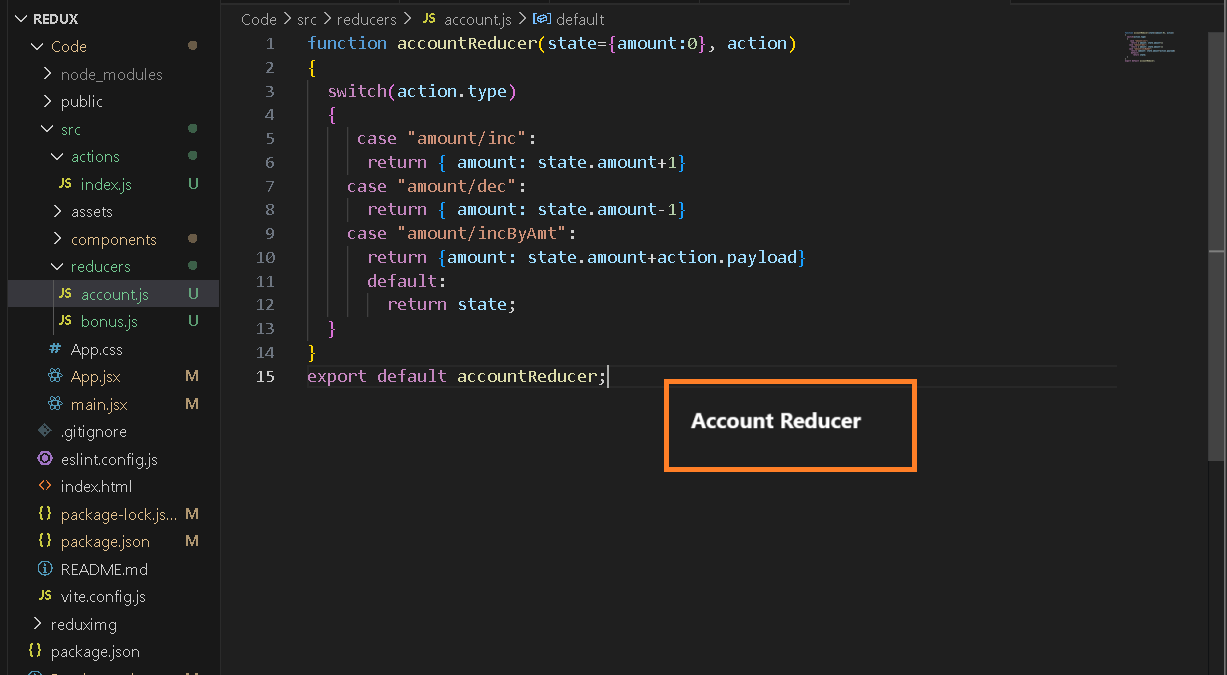 REDUX
Code
node_modules
public
src
actions
JS index.js U
assets
components
reducers
JS account.js U
JS bonus.js U
# App.css
App.jsx M
main.jsx M
.gitignore
eslint.config.js
<> index.html
{} package-lock.js... M
{} package.json M
README.md
JS vite.config.js
reduximg
{} package.json
Code > src > reducers > JS account.js > default
1 function accountReducer(state={amount:0}, action)
2 {
3 switch(action.type)
4 {
5 case "amount/inc":
6 return { amount: state.amount+1}
7 case "amount/dec":
8 return { amount: state.amount-1}
9 case "amount/incByAmt":
10 return {amount: state.amount+action.payload}
11 default:
12 return state;
13 }
14 }
15 export default accountReducer;
Account Reducer